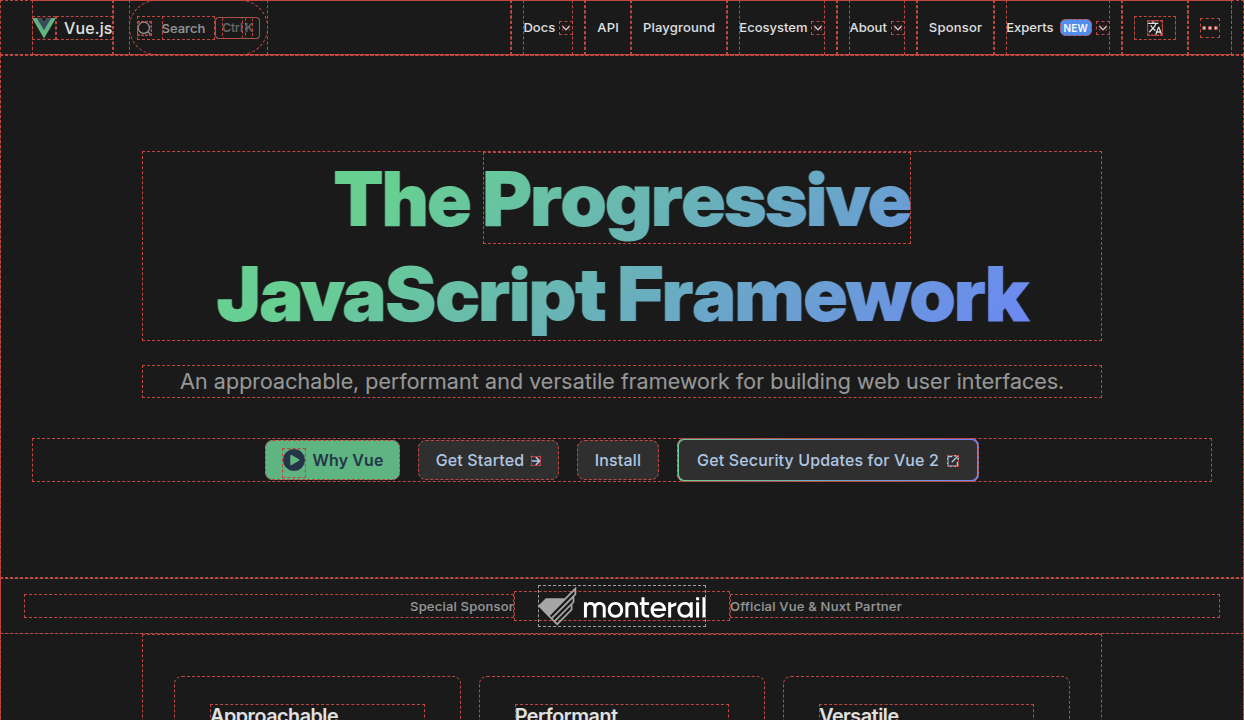 Vue.js Search Ctrl K Docs API Playground Ecosystem About Sponsor Experts NEW
The Progressive
JavaScript Framework
An approachable, performant and versatile framework for building web user interfaces.
Why Vue Get Started Install Get Security Updates for Vue 2
Special Sponsor monterail Official Vue & Nuxt Partner
Approachable Performant Versatile